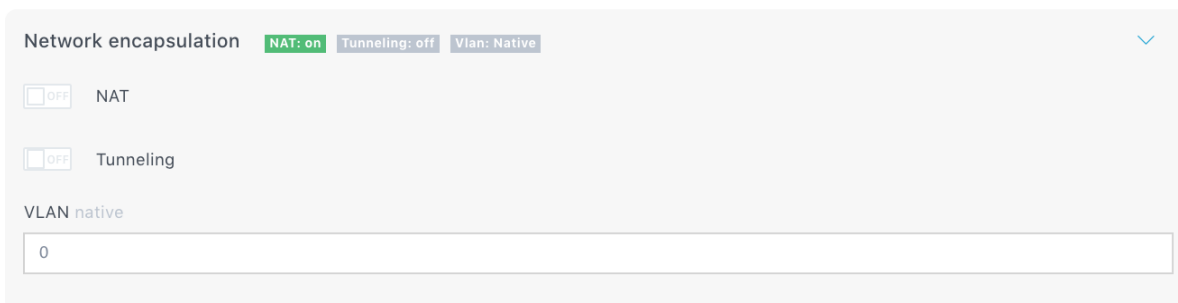 Network encapsulation NAT: on Tunneling: off Vlan: Native
OFF NAT
OFF Tunneling
VLAN native
0